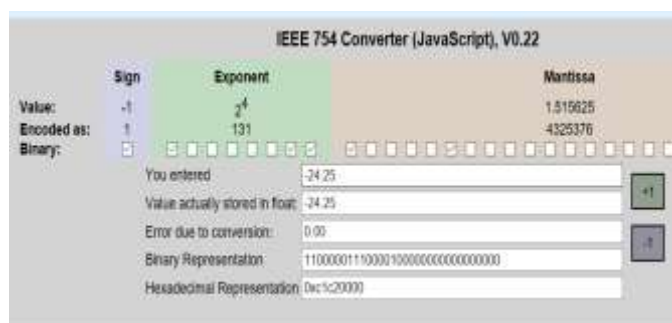 IEEE 754 Converter (JavaScript), V0.22
Sign Exponent Mantissa
Value: -1 2⁴ 1.515625
Encoded as: 1 131 4325376
Binary:
You entered -24.25
Value actually stored in float: -24.25
+1
Error due to conversion: 0.00
-1
Binary Representation 11000001110000100000000000000000
Hexadecimal Representation 0xc1c20000